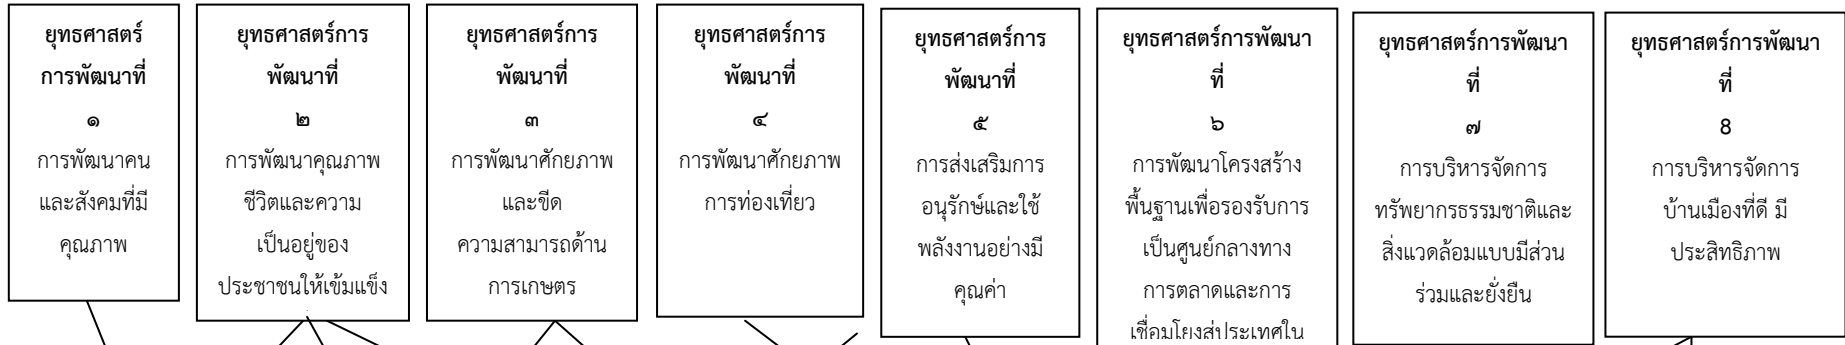 ยุทธศาสตร์
การพัฒนาที่
๑
การพัฒนาคน
และสังคมที่มี
คุณภาพ
ยุทธศาสตร์การ
พัฒนาที่
๒
การพัฒนาคุณภาพ
ชีวิตและความ
เป็นอยู่ของ
ประชาชนให้เข้มแข็ง
ยุทธศาสตร์การ
พัฒนาที่
๓
การพัฒนาศักยภาพ
และขีด
ความสามารถด้าน
การเกษตร
ยุทธศาสตร์การ
พัฒนาที่
๔
การพัฒนาศักยภาพ
การท่องเที่ยว
ยุทธศาสตร์การ
พัฒนาที่
๕
การส่งเสริมการ
อนุรักษ์และใช้
พลังงานอย่างมี
คุณค่า
ยุทธศาสตร์การพัฒนา
ที่
๖
การพัฒนาโครงสร้าง
พื้นฐานเพื่อรองรับการ
เป็นศูนย์กลางทาง
การตลาดและการ
เชื่อมโยงสู่ประเทศใน
ยุทธศาสตร์การพัฒนา
ที่
๗
การบริหารจัดการ
ทรัพยากรธรรมชาติและ
สิ่งแวดล้อมแบบมีส่วน
ร่วมและยั่งยืน
ยุทธศาสตร์การพัฒนา
ที่
8
การบริหารจัดการ
บ้านเมืองที่ดี มี
ประสิทธิภาพ